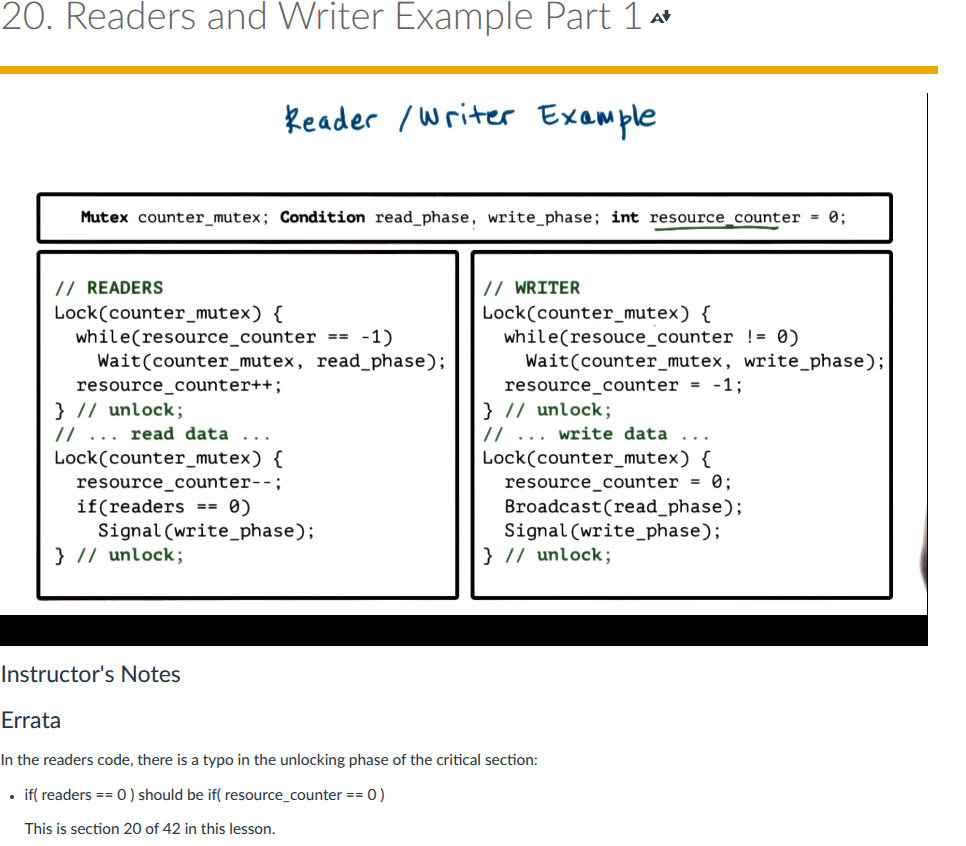 20. Readers and Writer Example Part 1
Reader / Writer Example
Mutex counter_mutex; Condition read_phase, write_phase; int resource_counter = 0;
// READERS
Lock(counter_mutex) {
while(resource_counter == -1)
Wait(counter_mutex, read_phase);
resource_counter++;
} // unlock;
// ... read data ...
Lock(counter_mutex) {
resource_counter--;
if(readers == 0)
Signal(write_phase);
} // unlock;
// WRITER
Lock(counter_mutex) {
while(resouce_counter != 0)
Wait(counter_mutex, write_phase);
resource_counter = -1;
} // unlock;
// ... write data ...
Lock(counter_mutex) {
resource_counter = 0;
Broadcast(read_phase);
Signal(write_phase);
} // unlock;
Instructor's Notes
Errata
In the readers code, there is a typo in the unlocking phase of the critical section:
• if( readers == 0 ) should be if( resource_counter == 0 )
This is section 20 of 42 in this lesson.